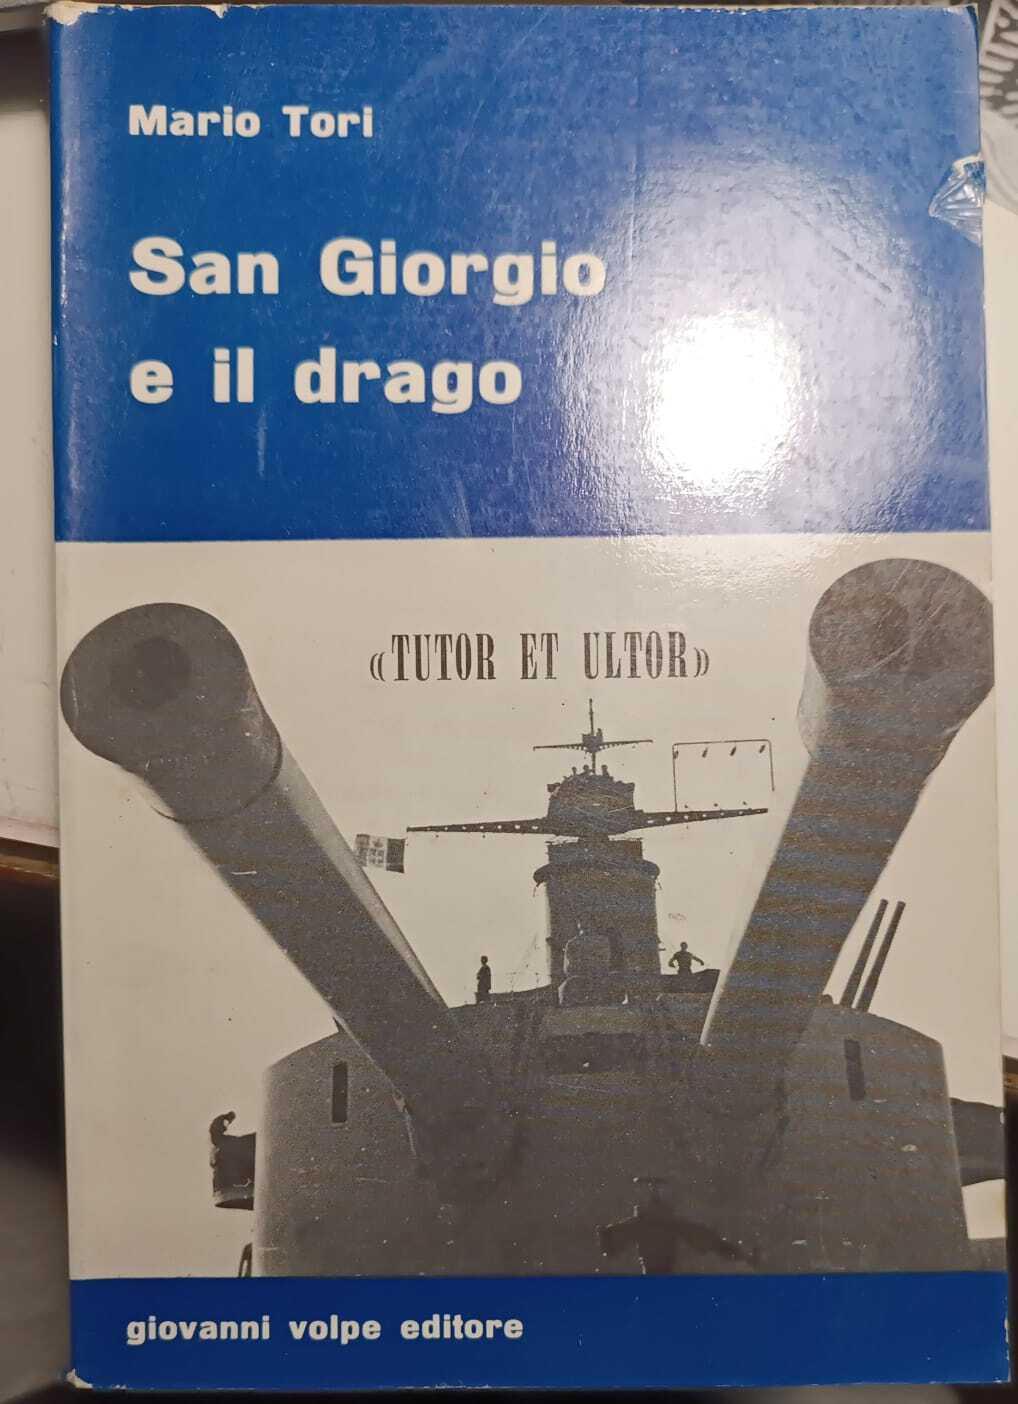 Mario Tori
San Giorgio
e il drago
«TUTOR ET ULTOR»
giovanni volpe editore